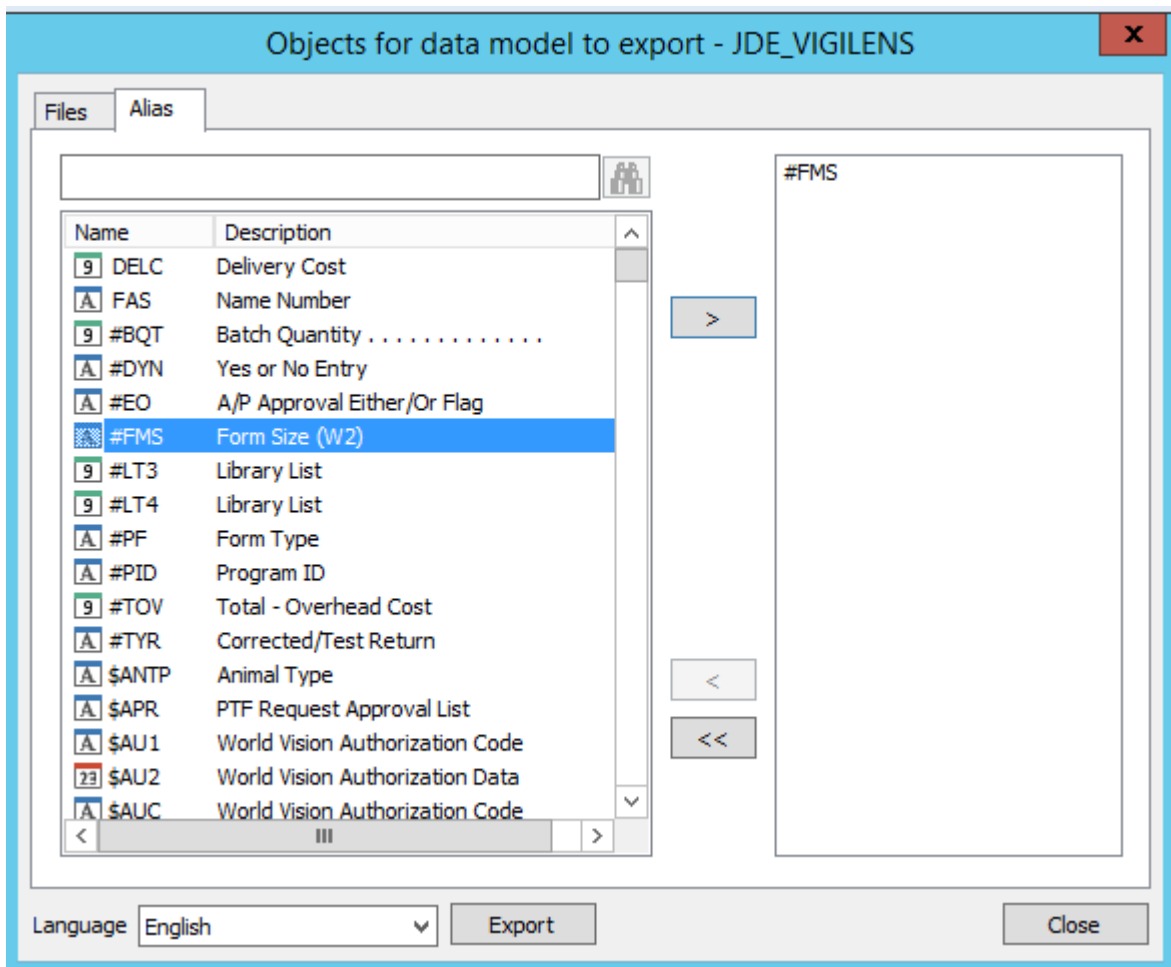 Objects for data model to export - JDE_VIGILENS
x
Files Alias
#FMS
Name Description
9 DELC Delivery Cost
A FAS Name Number
9 #BQT Batch Quantity . . . . . . . . . . . . .
A #DYN Yes or No Entry
A #EO A/P Approval Either/Or Flag
#FMS Form Size (W2)
9 #LT3 Library List
9 #LT4 Library List
A #PF Form Type
A #PID Program ID
9 #TOV Total - Overhead Cost
A #TYR Corrected/Test Return
A $ANTP Animal Type
A $APR PTF Request Approval List
A $AU1 World Vision Authorization Code
23 $AU2 World Vision Authorization Data
A $AUC World Vision Authorization Code
>
<
<<
Language English Export Close